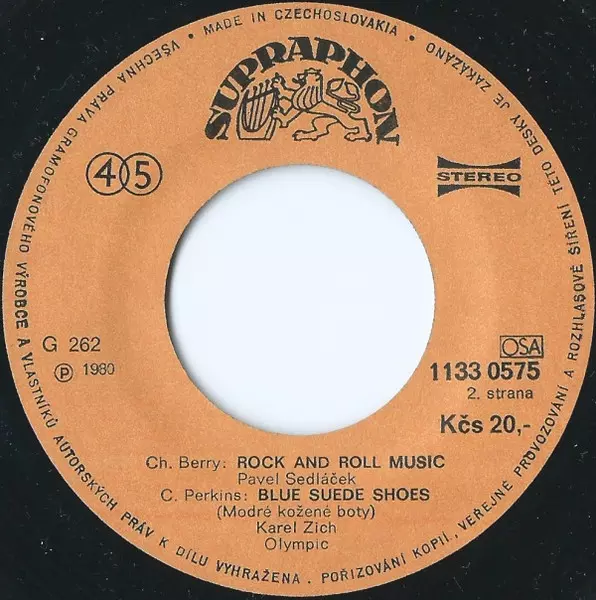 VŠECHNA PRÁVA GRAMOFONOVÉHO VÝROBCE A VLASTNÍKŮ AUTORSKÝCH PRÁV K DÍLU VYHRAŽENA . POŘIZOVÁNÍ KOPIÍ, VEŘEJNÉ PROVOZOVÁNÍ A ROZHLASOVÉ ŠÍŘENÍ TÉTO DESKY JE ZAKÁZÁNO
• MADE IN CZECHOSLOVAKIA •
SUPRAPHON
45
STEREO
G 262
℗ 1980
OSA
1133 0575
2. strana
Kčs 20,-
Ch. Berry: ROCK AND ROLL MUSIC
Pavel Sedláček
C. Perkins: BLUE SUEDE SHOES
(Modré kožené boty)
Karel Zich
Olympic